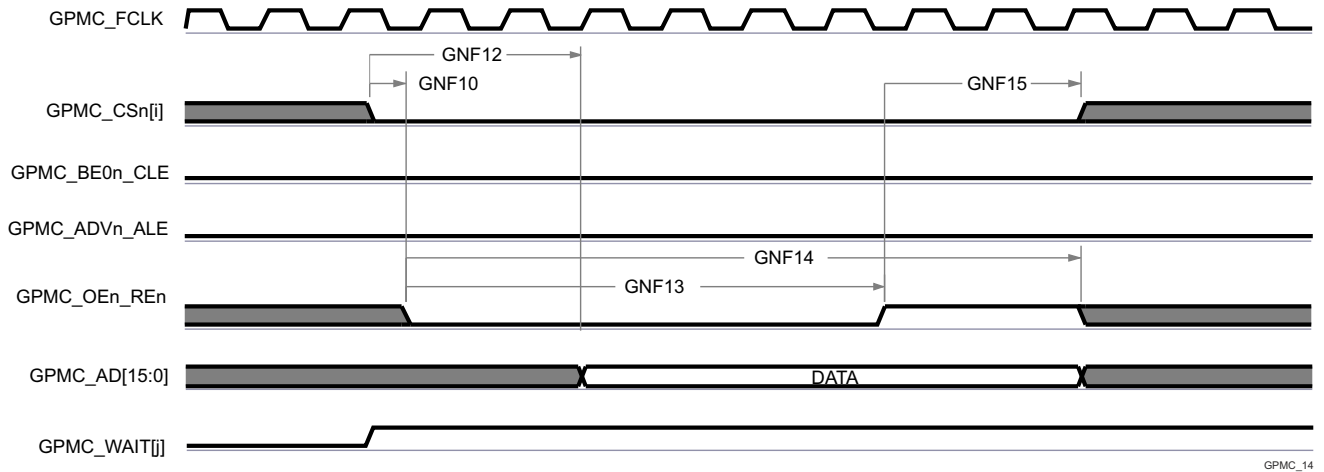 GPMC_FCLK
GNF12
GNF10
GNF15
GPMC_CSn[i]
GPMC_BE0n_CLE
GPMC_ADVn_ALE
GNF14
GNF13
GPMC_OEn_REn
GPMC_AD[15:0]
DATA
GPMC_WAIT[j]
GPMC_14